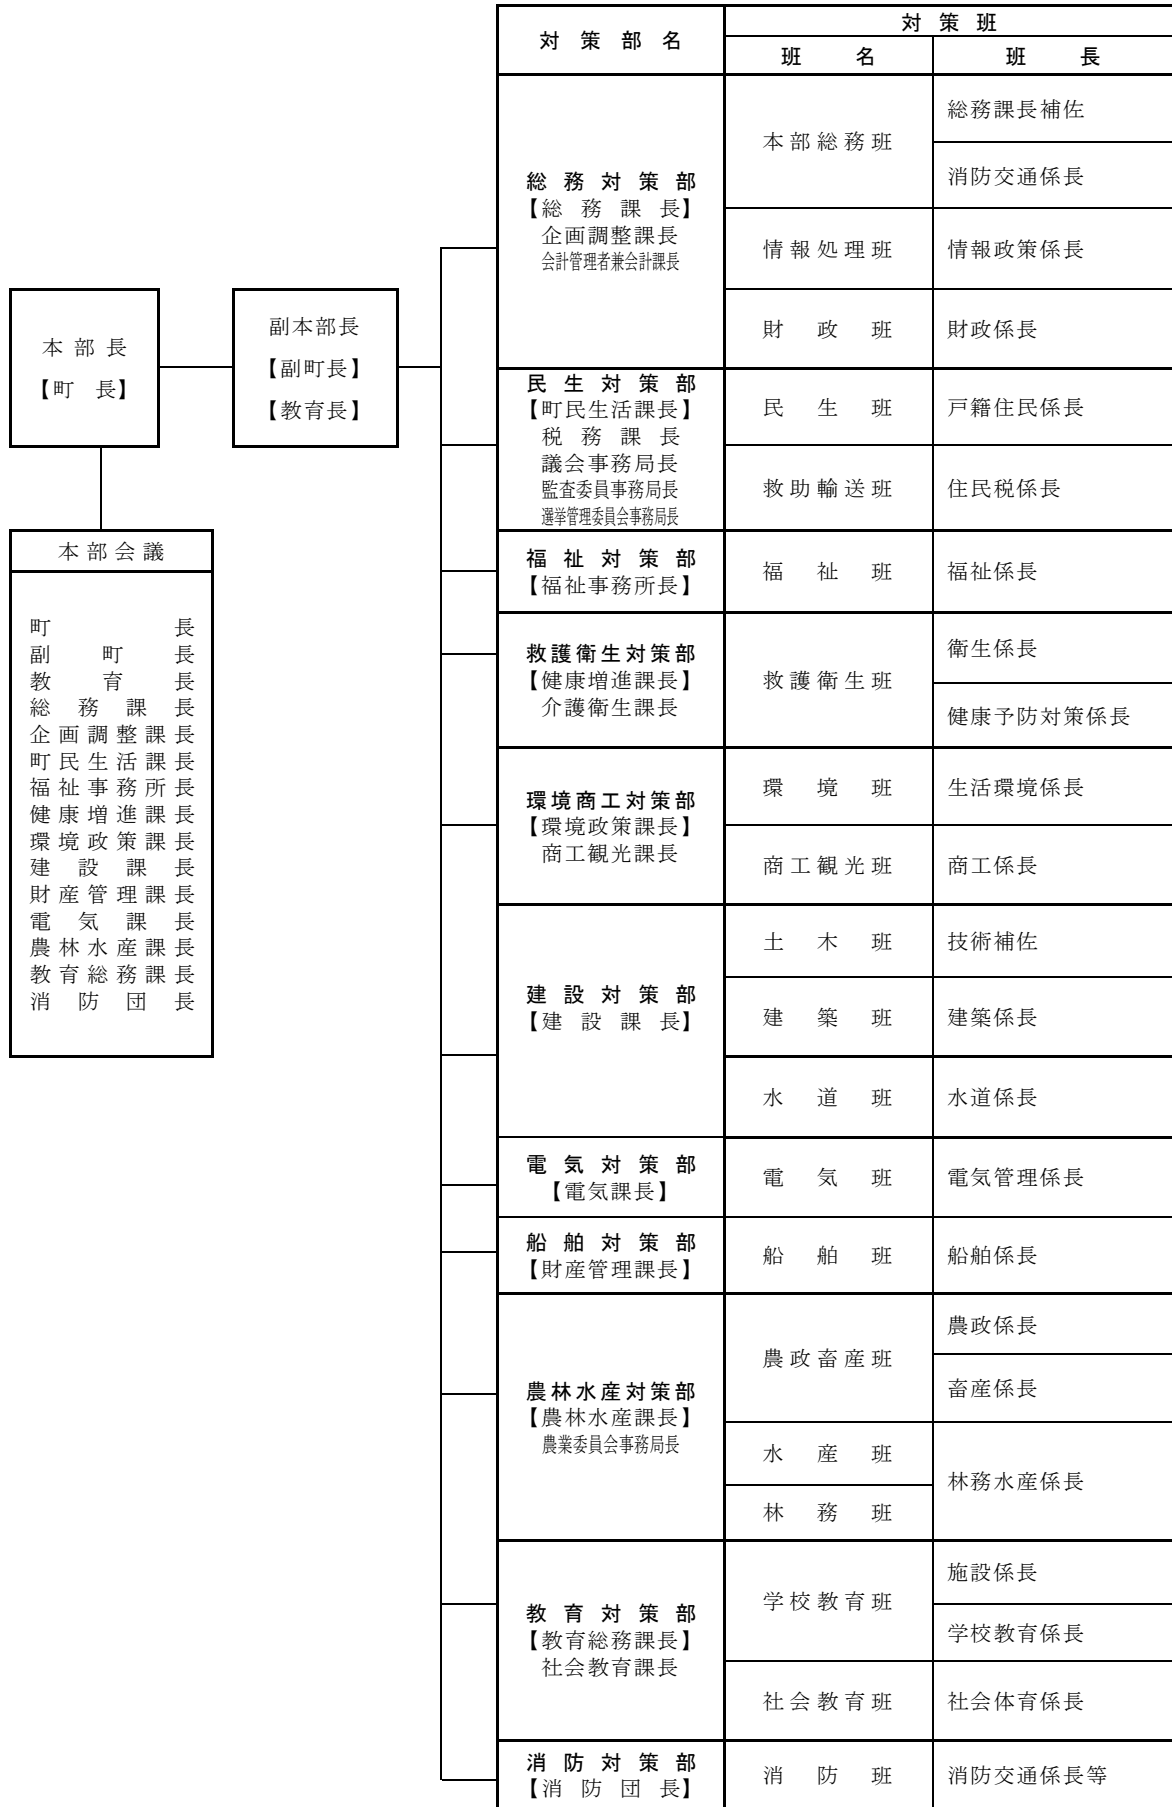 本部長
【町　長】
副本部長
【副町長】
【教育長】
本部会議
町長
副町長
教育長
総務課長
企画調整課長
町民生活課長
福祉事務所長
健康増進課長
環境政策課長
建設課長
財産管理課長
電気課長
農林水産課長
教育総務課長
消防団長
対策部名
対策班
班名
班長
総務対策部
【総務課長】
企画調整課長
会計管理者兼会計課長
本部総務班
総務課長補佐
消防交通係長
情報処理班
情報政策係長
財政班
財政係長
民生対策部
【町民生活課長】
税務課長
議会事務局長
監査委員事務局長
選挙管理委員会事務局長
民生班
戸籍住民係長
救助輸送班
住民税係長
福祉対策部
【福祉事務所長】
福祉班
福祉係長
救護衛生対策部
【健康増進課長】
介護衛生課長
救護衛生班
衛生係長
健康予防対策係長
環境商工対策部
【環境政策課長】
商工観光課長
環境班
生活環境係長
商工観光班
商工係長
建設対策部
【建設課長】
土木班
技術補佐
建築班
建築係長
水道班
水道係長
電気対策部
【電気課長】
電気班
電気管理係長
船舶対策部
【財産管理課長】
船舶班
船舶係長
農林水産対策部
【農林水産課長】
農業委員会事務局長
農政畜産班
農政係長
畜産係長
水産班
林務班
林務水産係長
教育対策部
【教育総務課長】
社会教育課長
学校教育班
施設係長
学校教育係長
社会教育班
社会体育係長
消防対策部
【消防団長】
消防班
消防交通係長等